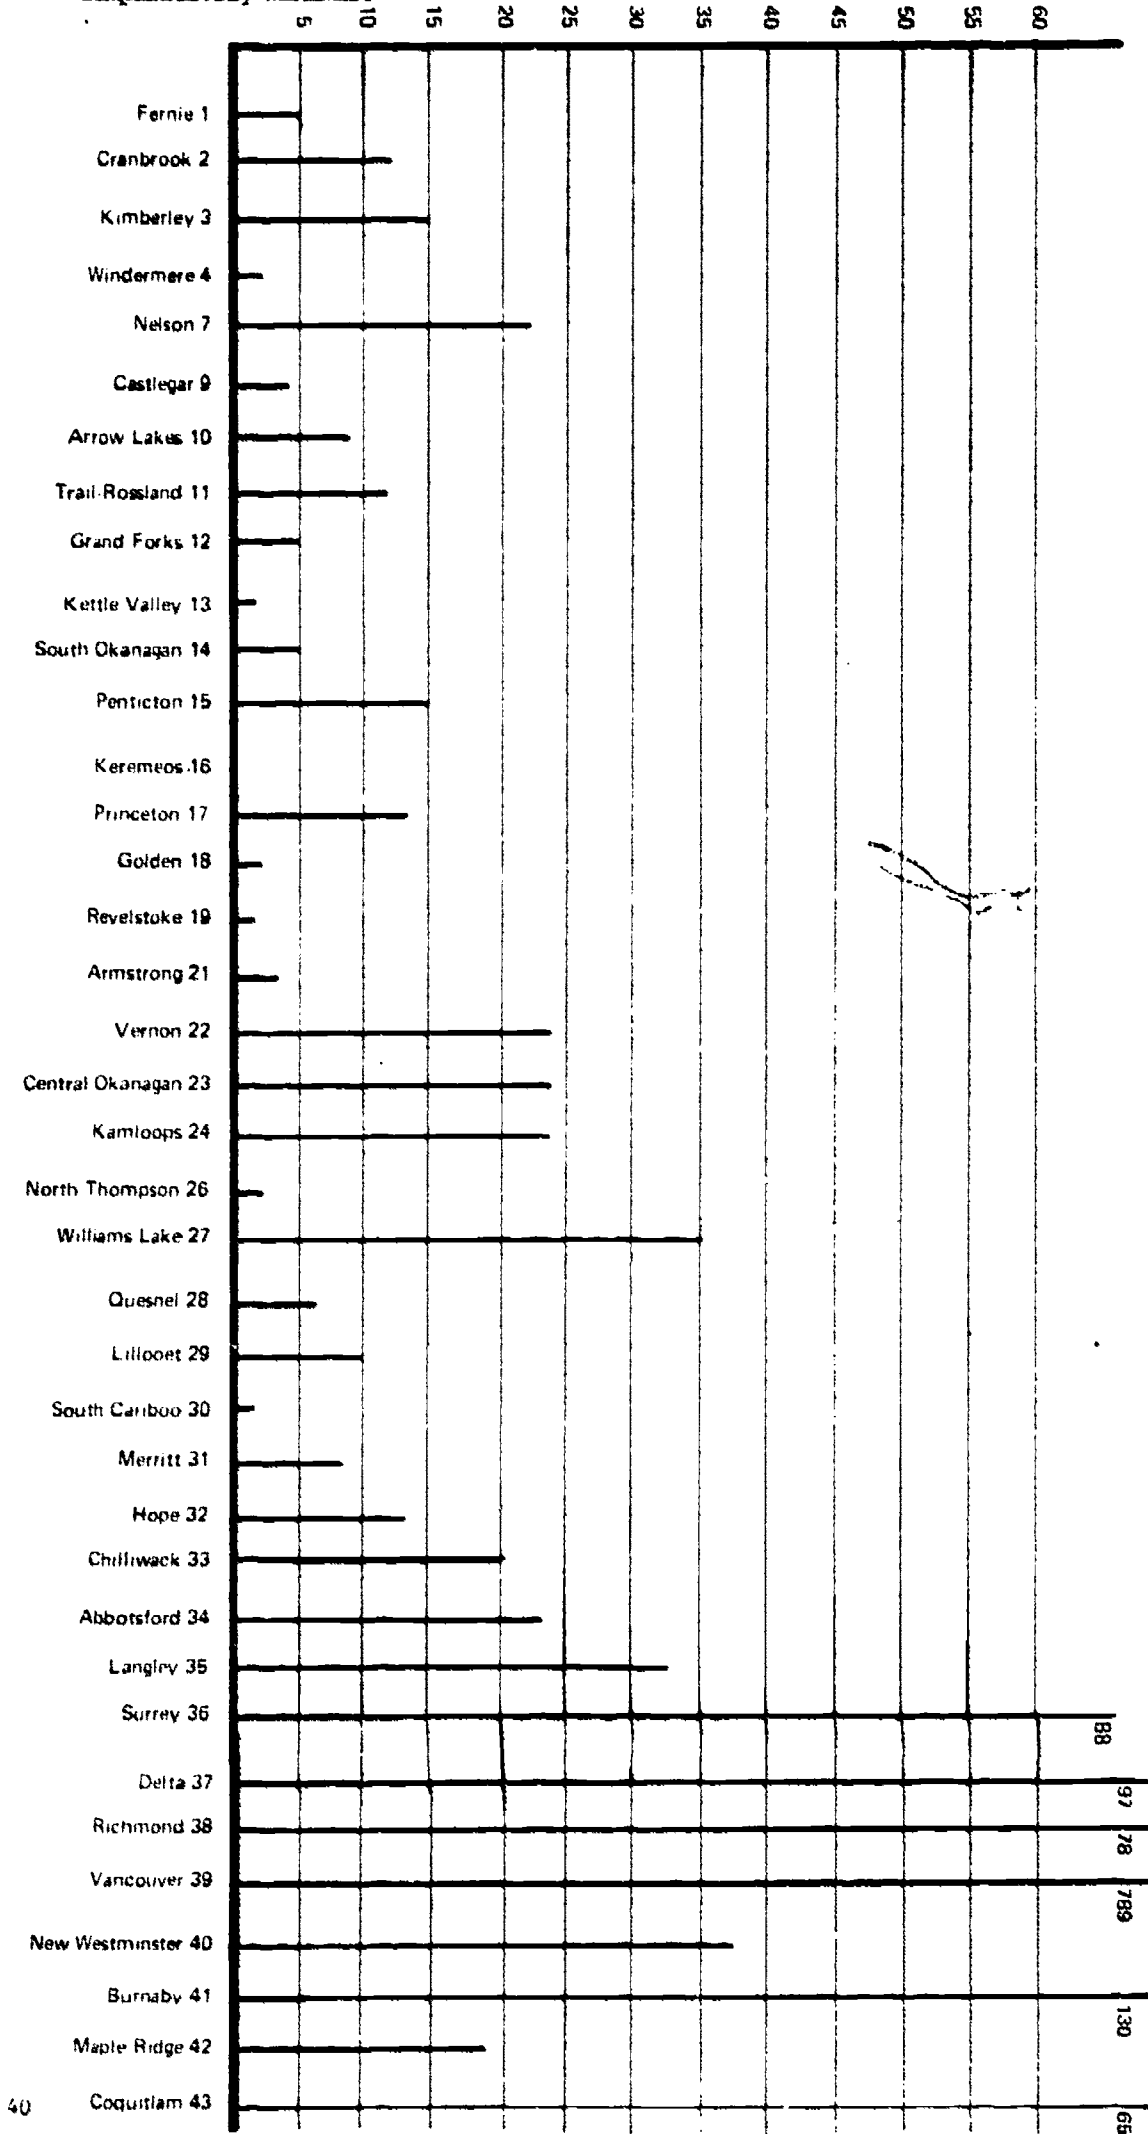 5 10 15 20 25 30 35 40 45 50 55 60
Fernie 1
Cranbrook 2
Kimberley 3
Windermere 4
Nelson 7
Castlegar 9
Arrow Lakes 10
Trail-Rossland 11
Grand Forks 12
Kettle Valley 13
South Okanagan 14
Penticton 15
Keremeos 16
Princeton 17
Golden 18
Revelstoke 19
Armstrong 21
Vernon 22
Central Okanagan 23
Kamloops 24
North Thompson 26
Williams Lake 27
Quesnel 28
Lillooet 29
South Cariboo 30
Merritt 31
Hope 32
Chilliwack 33
Abbotsford 34
Langley 35
Surrey 36 88
Delta 37 97
Richmond 38 78
Vancouver 39 789
New Westminster 40
Burnaby 41 130
Maple Ridge 42
Coquitlam 43 65
40